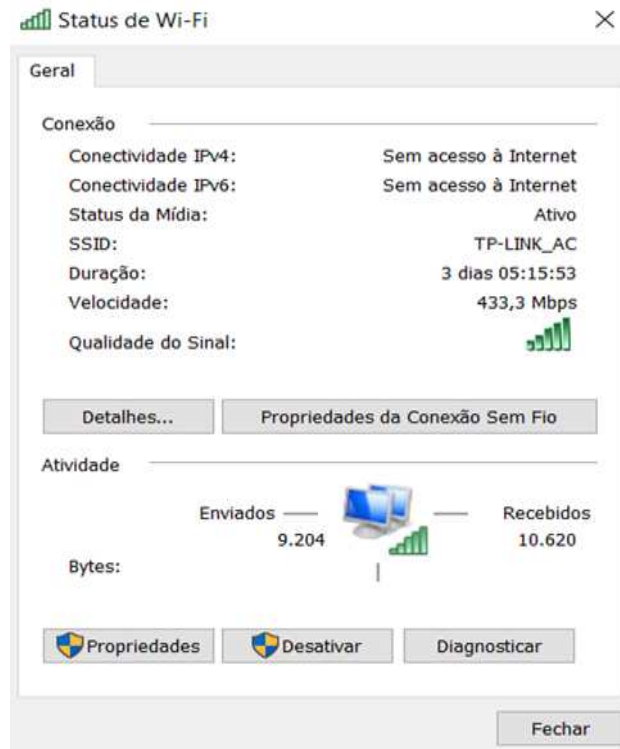 Status de Wi-Fi
Geral
Conexão
Conectividade IPv4: Sem acesso à Internet
Conectividade IPv6: Sem acesso à Internet
Status da Mídia: Ativo
SSID: TP-LINK_AC
Duração: 3 dias 05:15:53
Velocidade: 433,3 Mbps
Qualidade do Sinal:
Detalhes... Propriedades da Conexão Sem Fio
Atividade
Enviados Recebidos
9.204 10.620
Bytes:
Propriedades Desativar Diagnosticar
Fechar